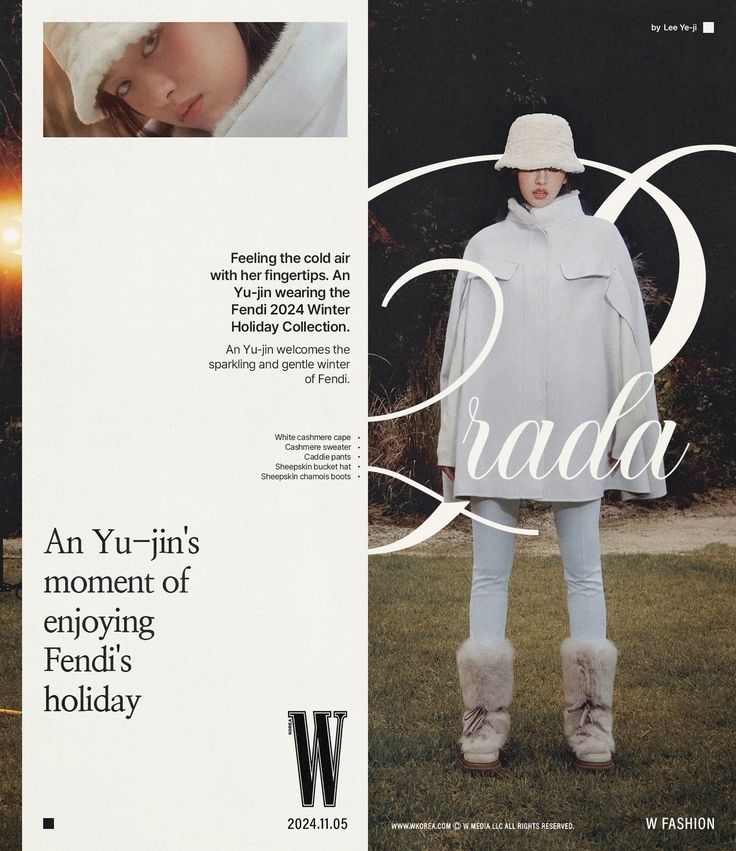 by Lee Ye-ji
Feeling the cold air
with her fingertips. An
Yu-jin wearing the
Fendi 2024 Winter
Holiday Collection.
An Yu-jin welcomes the
sparkling and gentle winter
of Fendi.
White cashmere cape •
Cashmere sweater •
Caddie pants •
Sheepskin bucket hat •
Sheepskin chamois boots •
Prada
An Yu-jin's
moment of
enjoying
Fendi's
holiday
KOREA
W
2024.11.05
WWW.WKOREA.COM © W MEDIA LLC ALL RIGHTS RESERVED.
W FASHION